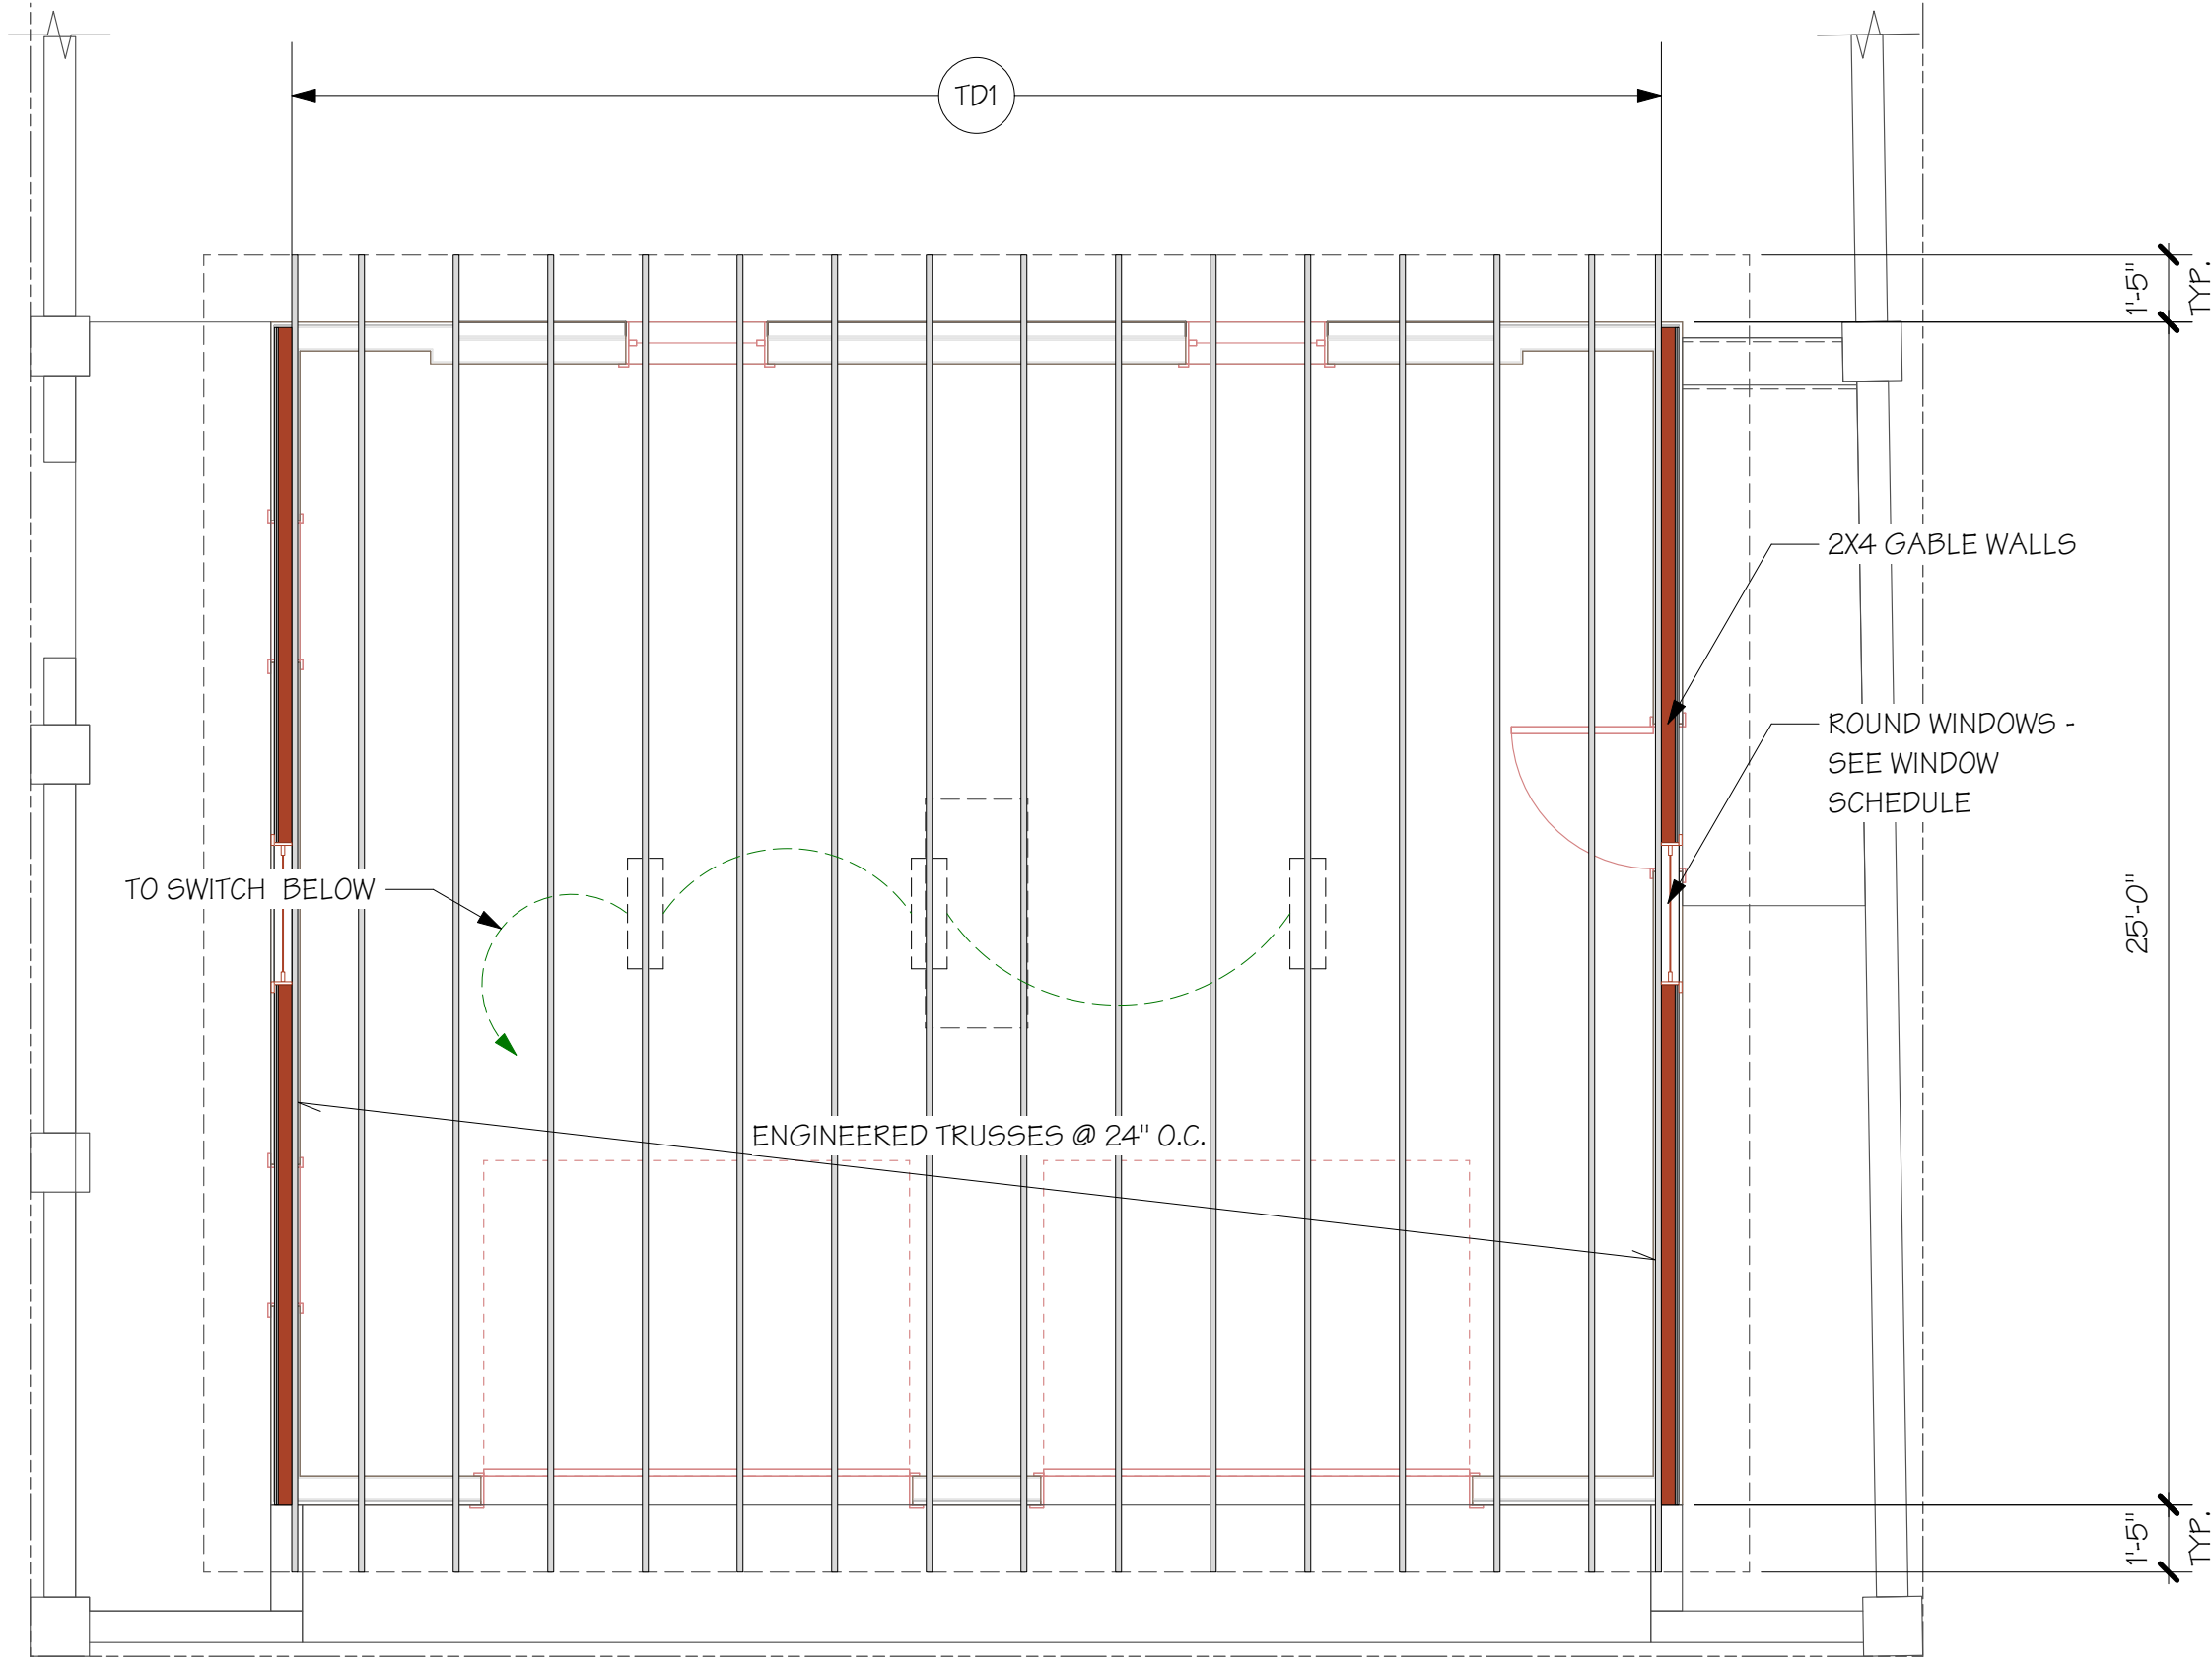 TD1
1'-5"
TYP.
2X4 GABLE WALLS
ROUND WINDOWS -
SEE WINDOW
SCHEDULE
TO SWITCH BELOW
25'-0"
ENGINEERED TRUSSES @ 24" O.C.
1'-5"
TYP.